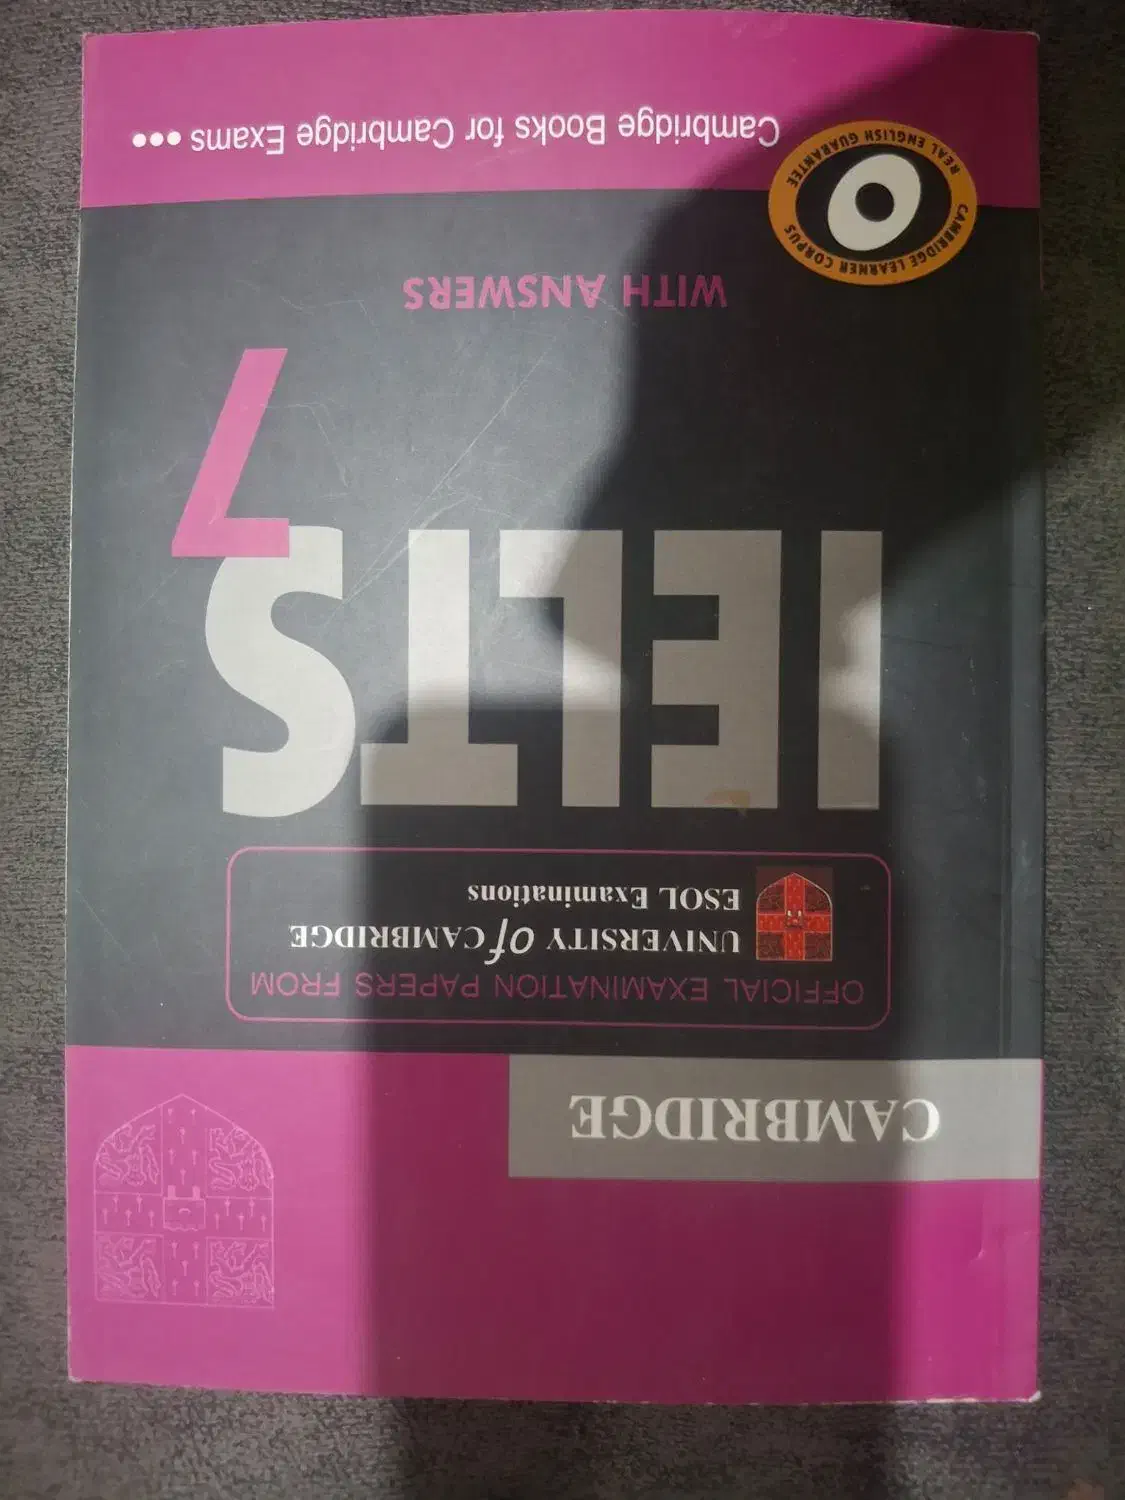 CAMBRIDGE
OFFICIAL EXAMINATION PAPERS FROM
UNIVERSITY of CAMBRIDGE
ESOL Examinations
IELTS
7
WITH ANSWERS
CAMBRIDGE LEARNER CORPUS
REAL ENGLISH GUARANTEE
Cambridge Books for Cambridge Exams •••